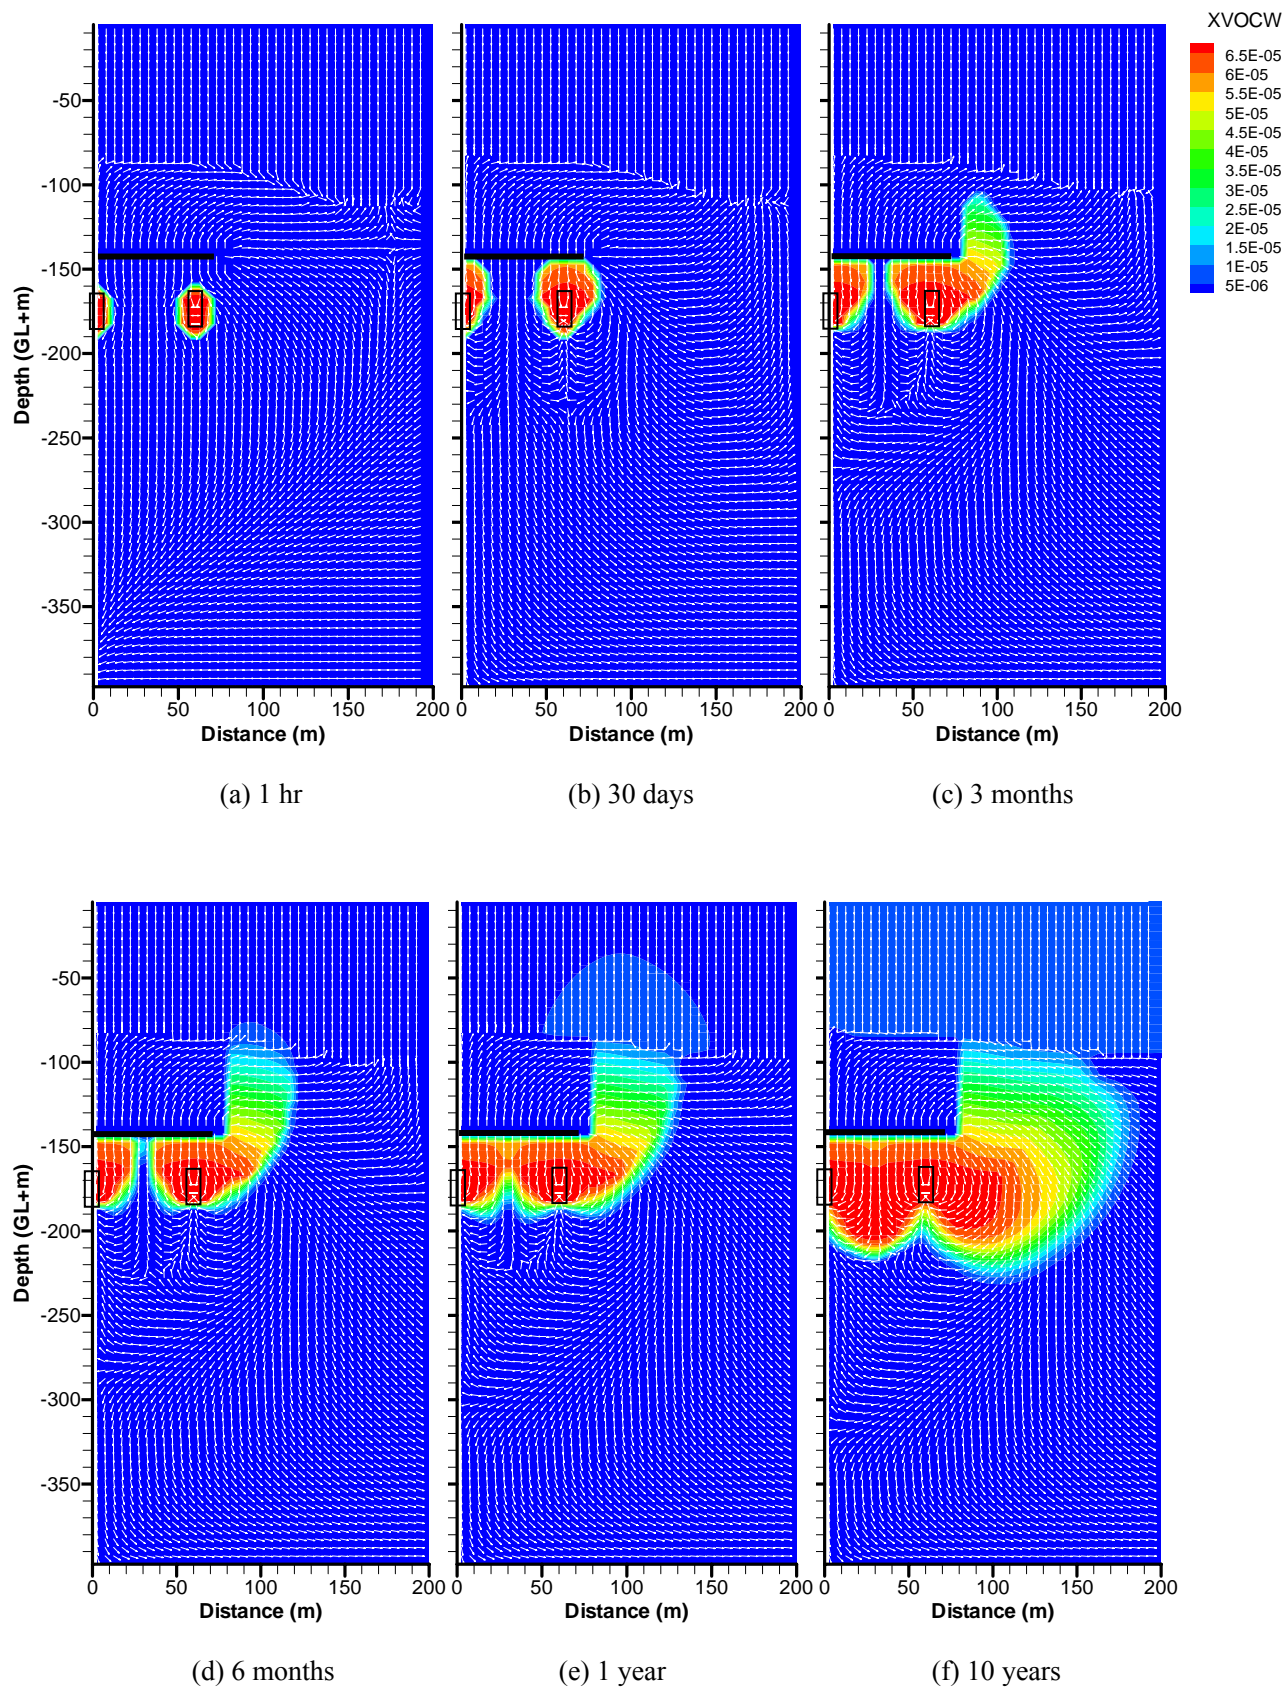 XVOCW
6.5E-05
6E-05
5.5E-05
5E-05
4.5E-05
4E-05
3.5E-05
3E-05
2.5E-05
2E-05
1.5E-05
1E-05
5E-06
Depth (GL+m)
-50
-100
-150
-200
-250
-300
-350
0 50 100 150 200
0 50 100 150 200
0 50 100 150 200
Distance (m) Distance (m) Distance (m)
(a) 1 hr (b) 30 days (c) 3 months
Depth (GL+m)
-50
-100
-150
-200
-250
-300
-350
0 50 100 150 200
0 50 100 150 200
0 50 100 150 200
Distance (m) Distance (m) Distance (m)
(d) 6 months (e) 1 year (f) 10 years